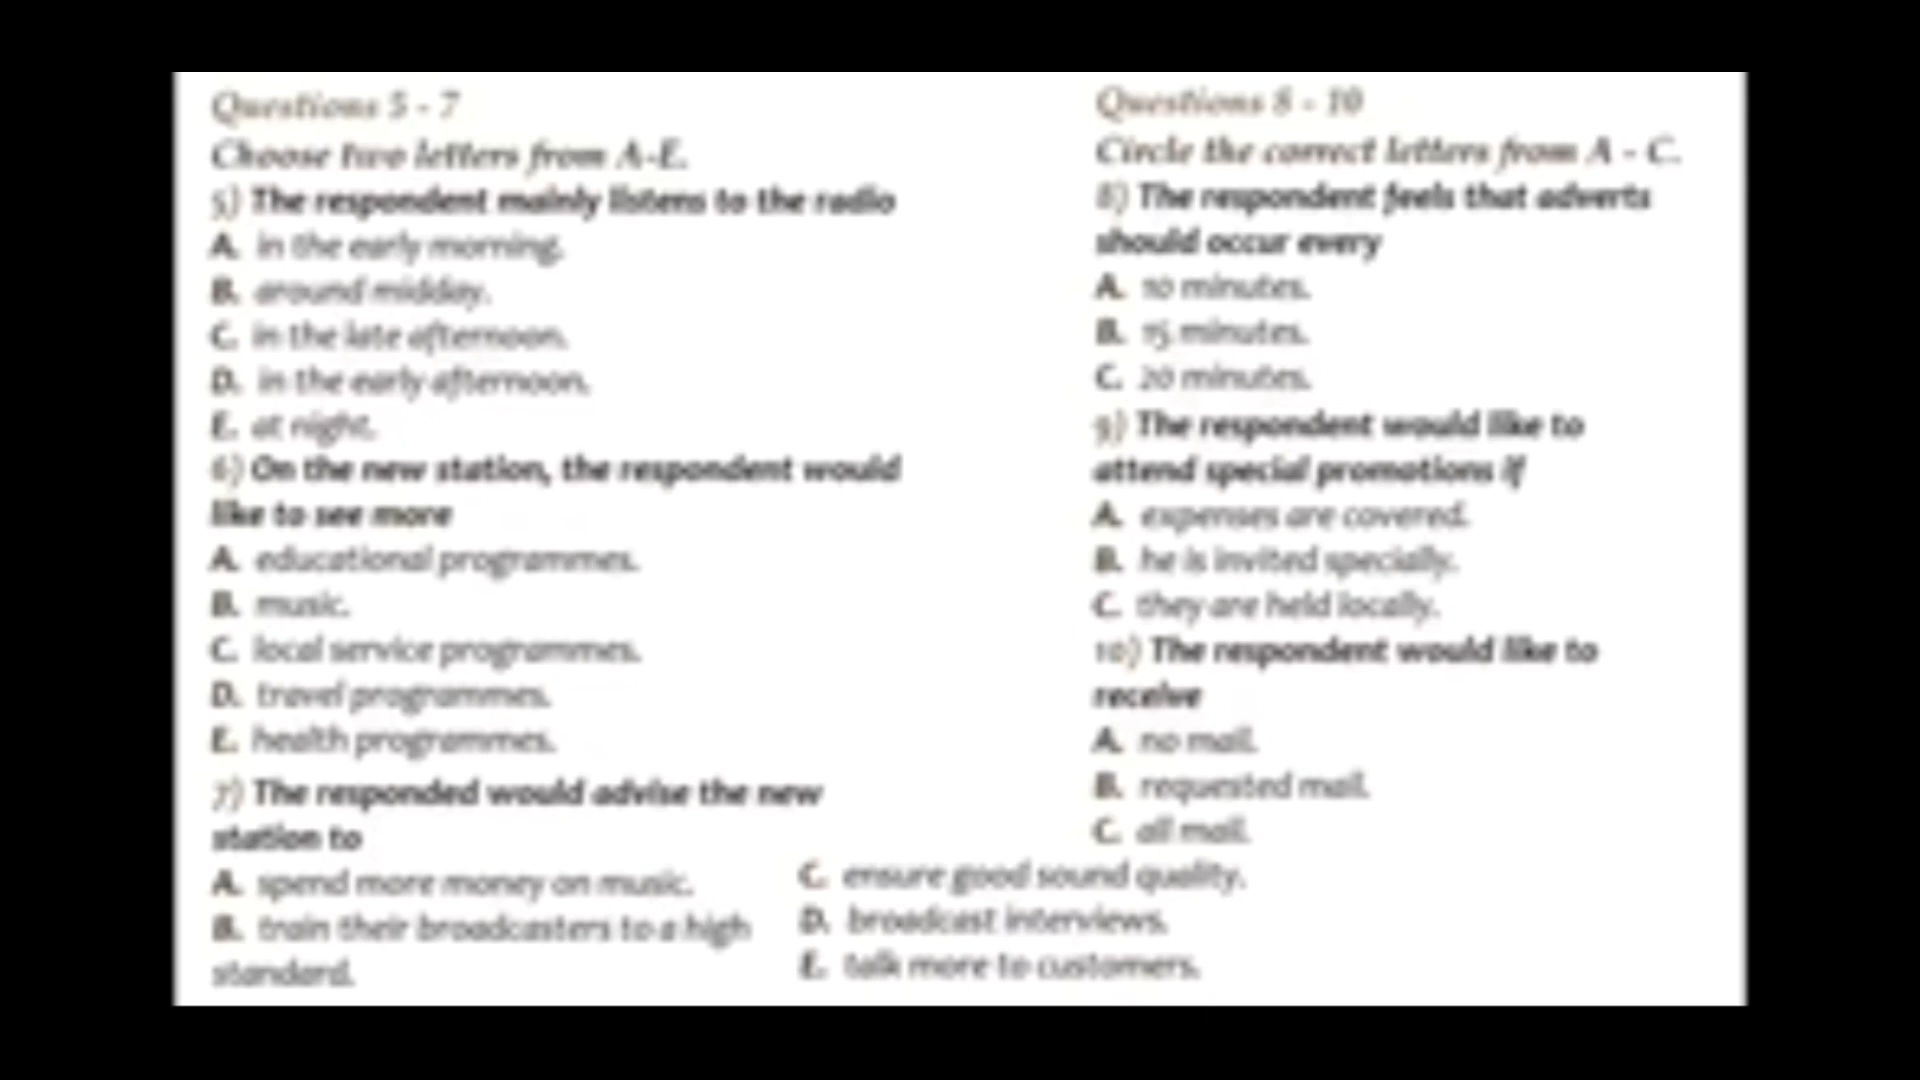 Questions 5 - 7
Choose two letters from A-E.
5) The respondent mainly listens to the radio
A. in the early morning.
B. around midday.
C. in the late afternoon.
D. in the early afternoon.
E. at night.
6) On the new station, the respondent would
like to see more
A. educational programmes.
B. music.
C. local service programmes.
D. travel programmes.
E. health programmes.
7) The responded would advise the new
station to
A. spend more money on music.
B. train their broadcasters to a high
standard.
C. ensure good sound quality.
D. broadcast interviews.
E. talk more to customers.
Questions 8 - 10
Circle the correct letters from A - C.
8) The respondent feels that adverts
should occur every
A. 10 minutes.
B. 15 minutes.
C. 20 minutes.
9) The respondent would like to
attend special promotions if
A. expenses are covered.
B. he is invited specially.
C. they are held locally.
10) The respondent would like to
receive
A. no mail.
B. requested mail.
C. all mail.